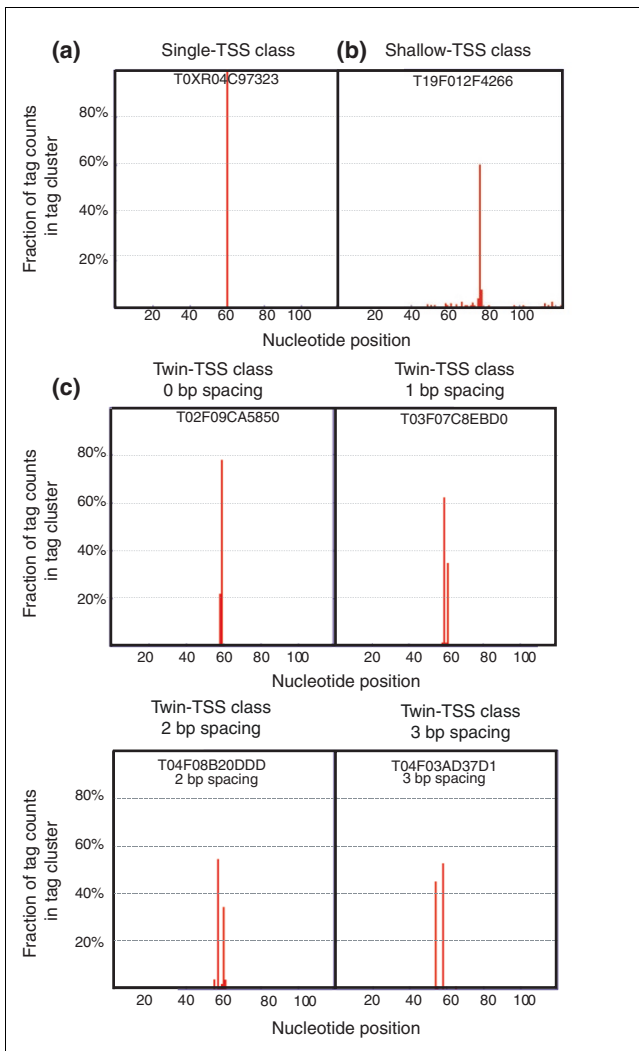 (a) Single-TSS class (b) Shallow-TSS class
T0XR04C97323 T19F012F4266
Fraction of tag counts
in tag cluster
80%
60%
40%
20%
20 40 60 80 100 20 40 60 80 100
Nucleotide position
(c) Twin-TSS class Twin-TSS class
0 bp spacing 1 bp spacing
T02F09CA5850 T03F07C8EBD0
Fraction of tag counts
in tag cluster
80%
60%
40%
20%
20 40 60 80 100 20 40 60 80 100
Nucleotide position
Twin-TSS class Twin-TSS class
2 bp spacing 3 bp spacing
T04F08B20DDD T04F03AD37D1
2 bp spacing 3 bp spacing
Fraction of tag counts
in tag cluster
80%
60%
40%
20%
20 40 60 80 100 20 40 60 80 100
Nucleotide position